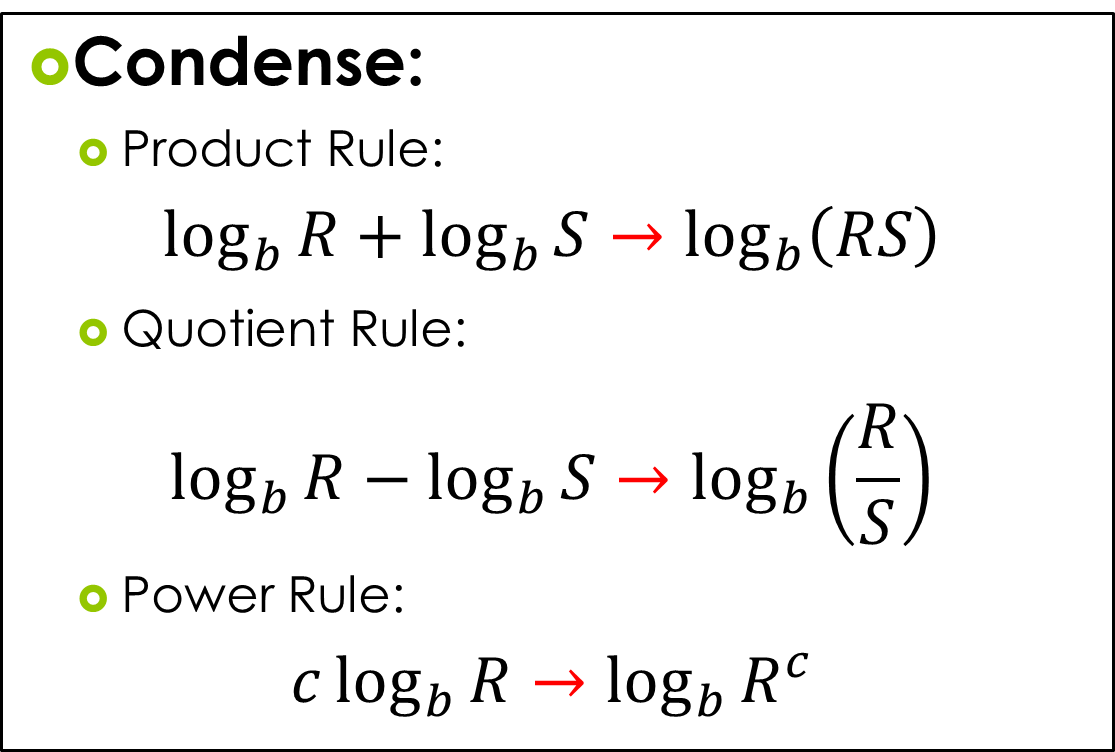 Condense:
Product Rule:
log_b R + log_b S → log_b(RS)
Quotient Rule:
log_b R − log_b S → log_b (R/S)
Power Rule:
c log_b R → log_b R^c